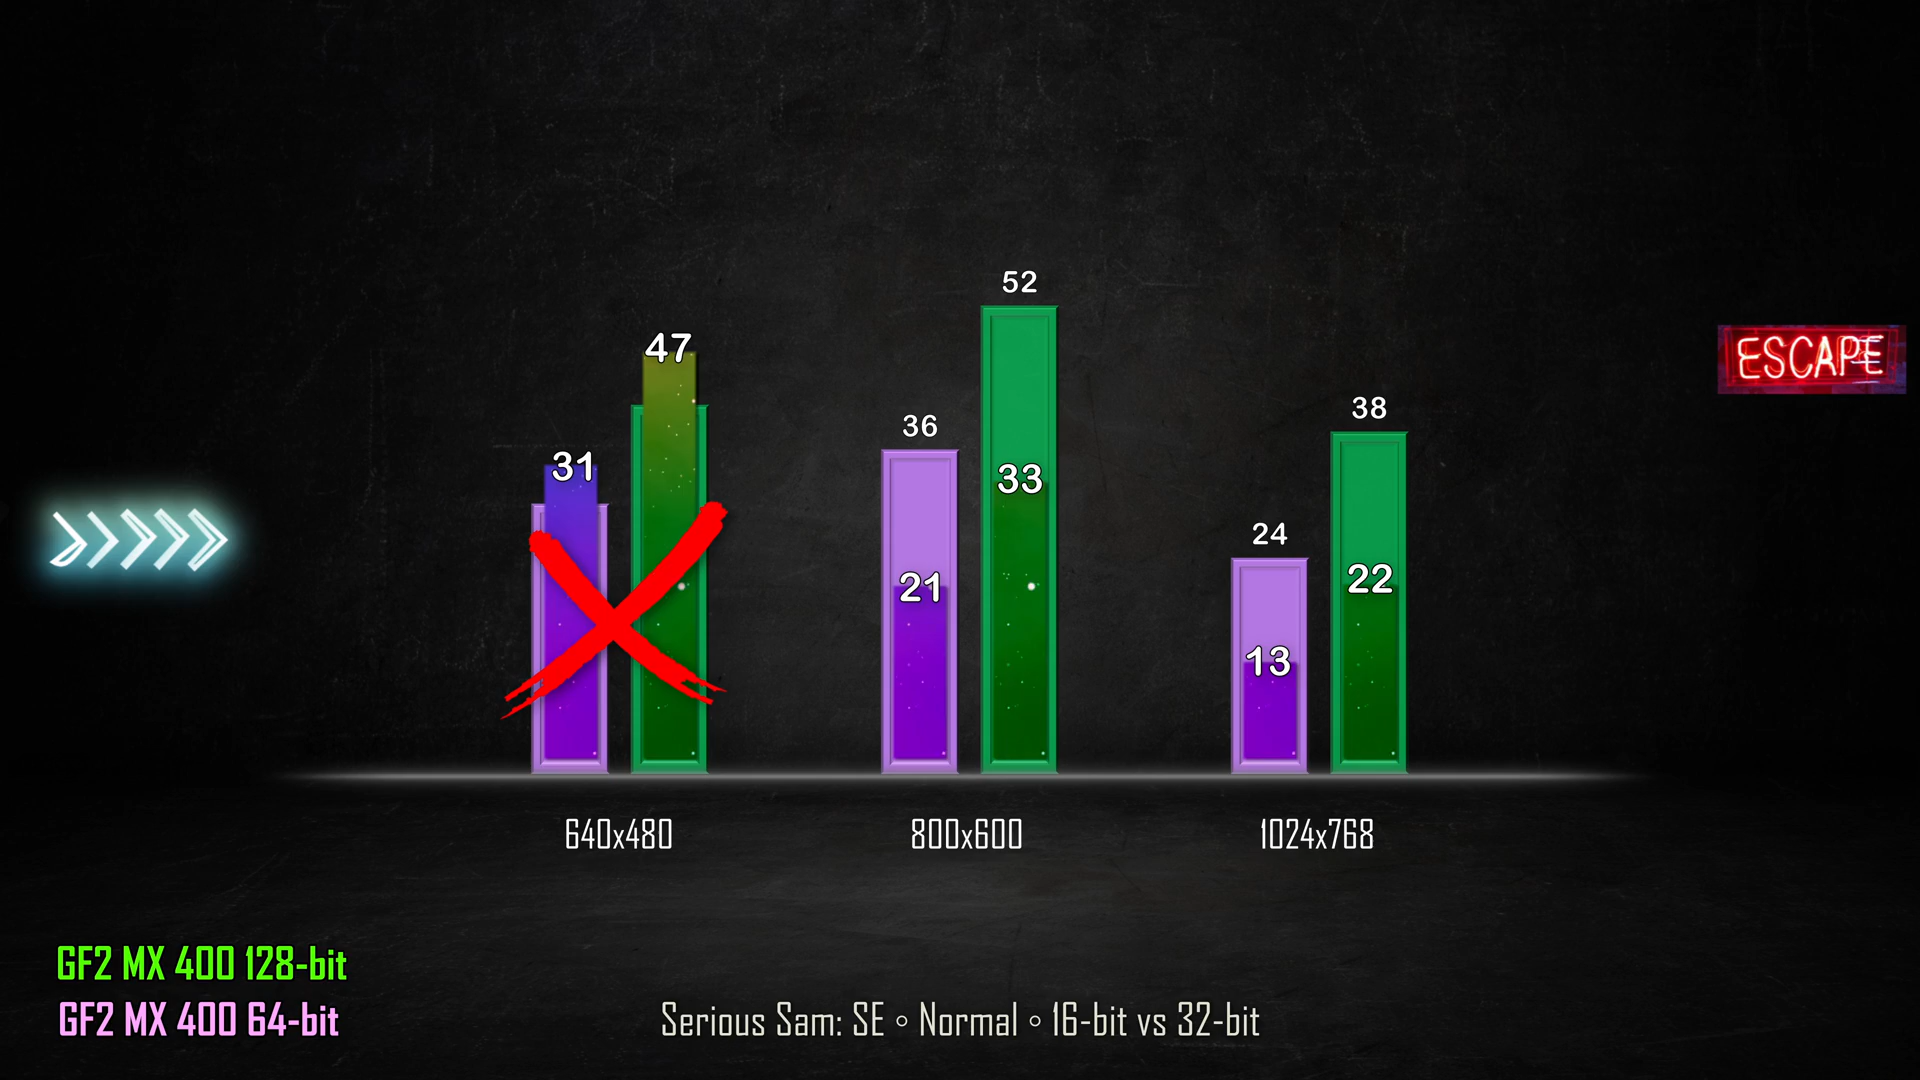 52
47
ESCAPE
38
36
31
33
24
22
21
13
640x480
800x600
1024x768
GF2 MX 400 128-bit
GF2 MX 400 64-bit
Serious Sam: SE ◦ Normal ◦ 16-bit vs 32-bit